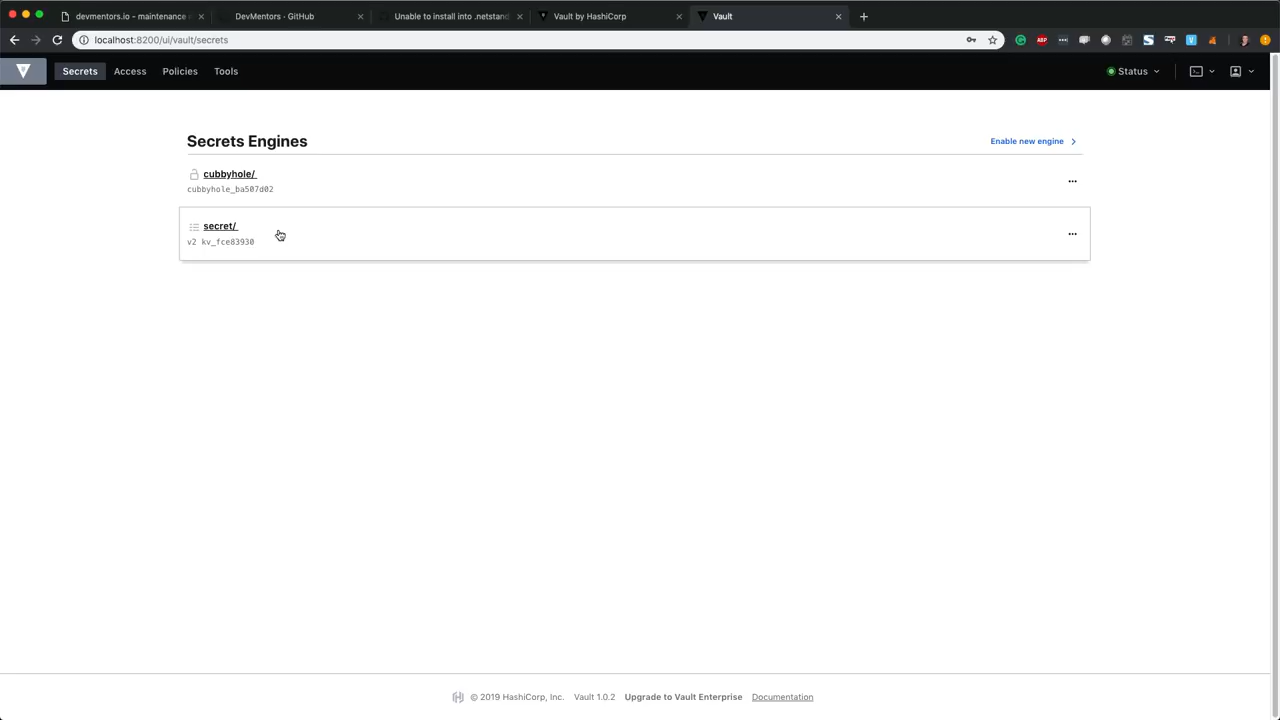 devmentors.io - maintenance
DevMentors · GitHub
Unable to install into .netstand
Vault by HashiCorp
Vault
localhost:8200/ui/vault/secrets
ABP
Secrets
Access
Policies
Tools
Status
Secrets Engines
Enable new engine
cubbyhole/
cubbyhole_ba507d02
secret/
v2 kv_fce83930
© 2019 HashiCorp, Inc.
Vault 1.0.2
Upgrade to Vault Enterprise
Documentation